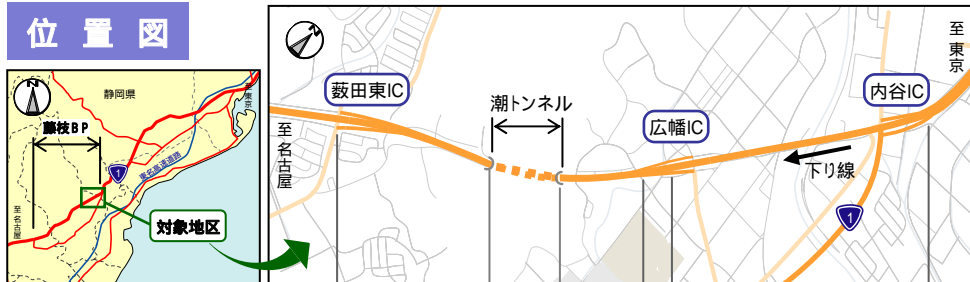 位置図
静岡県
至東京
藤枝BP
1
東名高速道路
至名古屋
対象地区
至東京
薮田東IC
内谷IC
潮トンネル
広幡IC
至名古屋
下り線
1